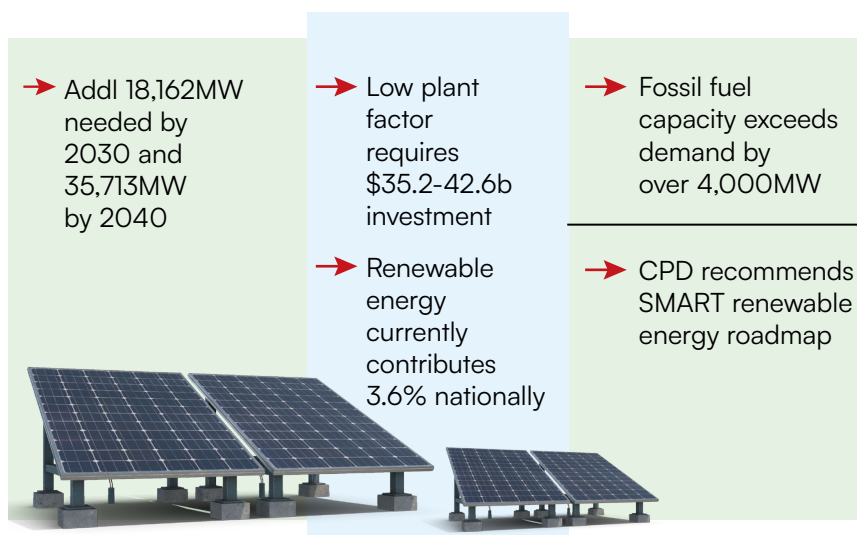 Addl 18,162MW
needed by
2030 and
35,713MW
by 2040
Low plant
factor
requires
$35.2-42.6b
investment
Renewable
energy
currently
contributes
3.6% nationally
Fossil fuel
capacity exceeds
demand by
over 4,000MW
CPD recommends
SMART renewable
energy roadmap